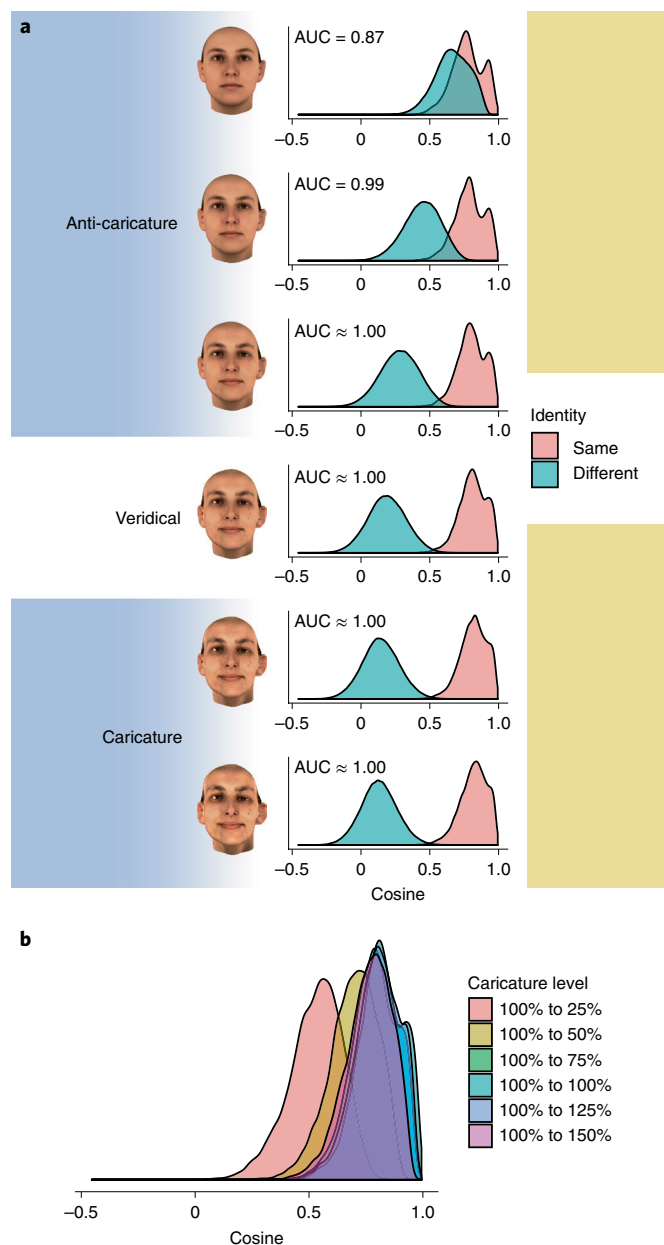 a
AUC = 0.87
−0.5 0 0.5 1.0
Anti-caricature
AUC = 0.99
−0.5 0 0.5 1.0
AUC ≈ 1.00
−0.5 0 0.5 1.0
Identity
Same
Different
Veridical
AUC ≈ 1.00
−0.5 0 0.5 1.0
AUC ≈ 1.00
−0.5 0 0.5 1.0
Caricature
AUC ≈ 1.00
−0.5 0 0.5 1.0
Cosine
b
Caricature level
100% to 25%
100% to 50%
100% to 75%
100% to 100%
100% to 125%
100% to 150%
−0.5 0 0.5 1.0
Cosine